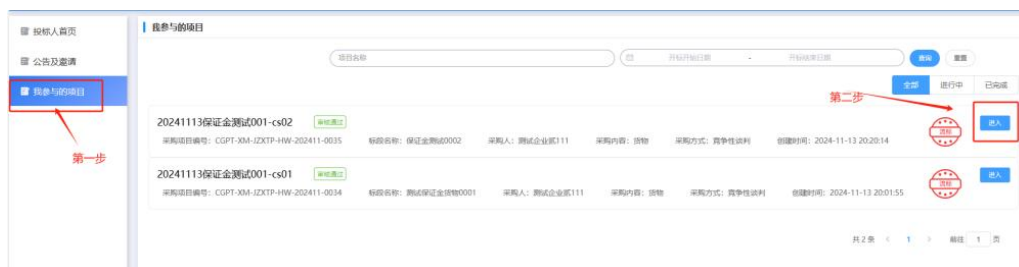 投标人首页
我参与的项目
公告及邀请
项目名称 开标开始日期 - 开标结束日期 查询 重置
我参与的项目
全部 进行中 已完成
第二步
20241113保证金测试001-cs02 审核通过 流标 进入
采购项目编号：CGPT-XM-JZXTP-HW-202411-0035 标段名称：保证金测试0002 采购人：测试企业贰111 采购内容：货物 采购方式：竞争性谈判 创建时间：2024-11-13 20:20:14
第一步
20241113保证金测试001-cs01 审核通过 流标 进入
采购项目编号：CGPT-XM-JZXTP-HW-202411-0034 标段名称：测试保证金货物0001 采购人：测试企业贰111 采购内容：货物 采购方式：竞争性谈判 创建时间：2024-11-13 20:01:55
共 2 条 < 1 > 前往 1 页